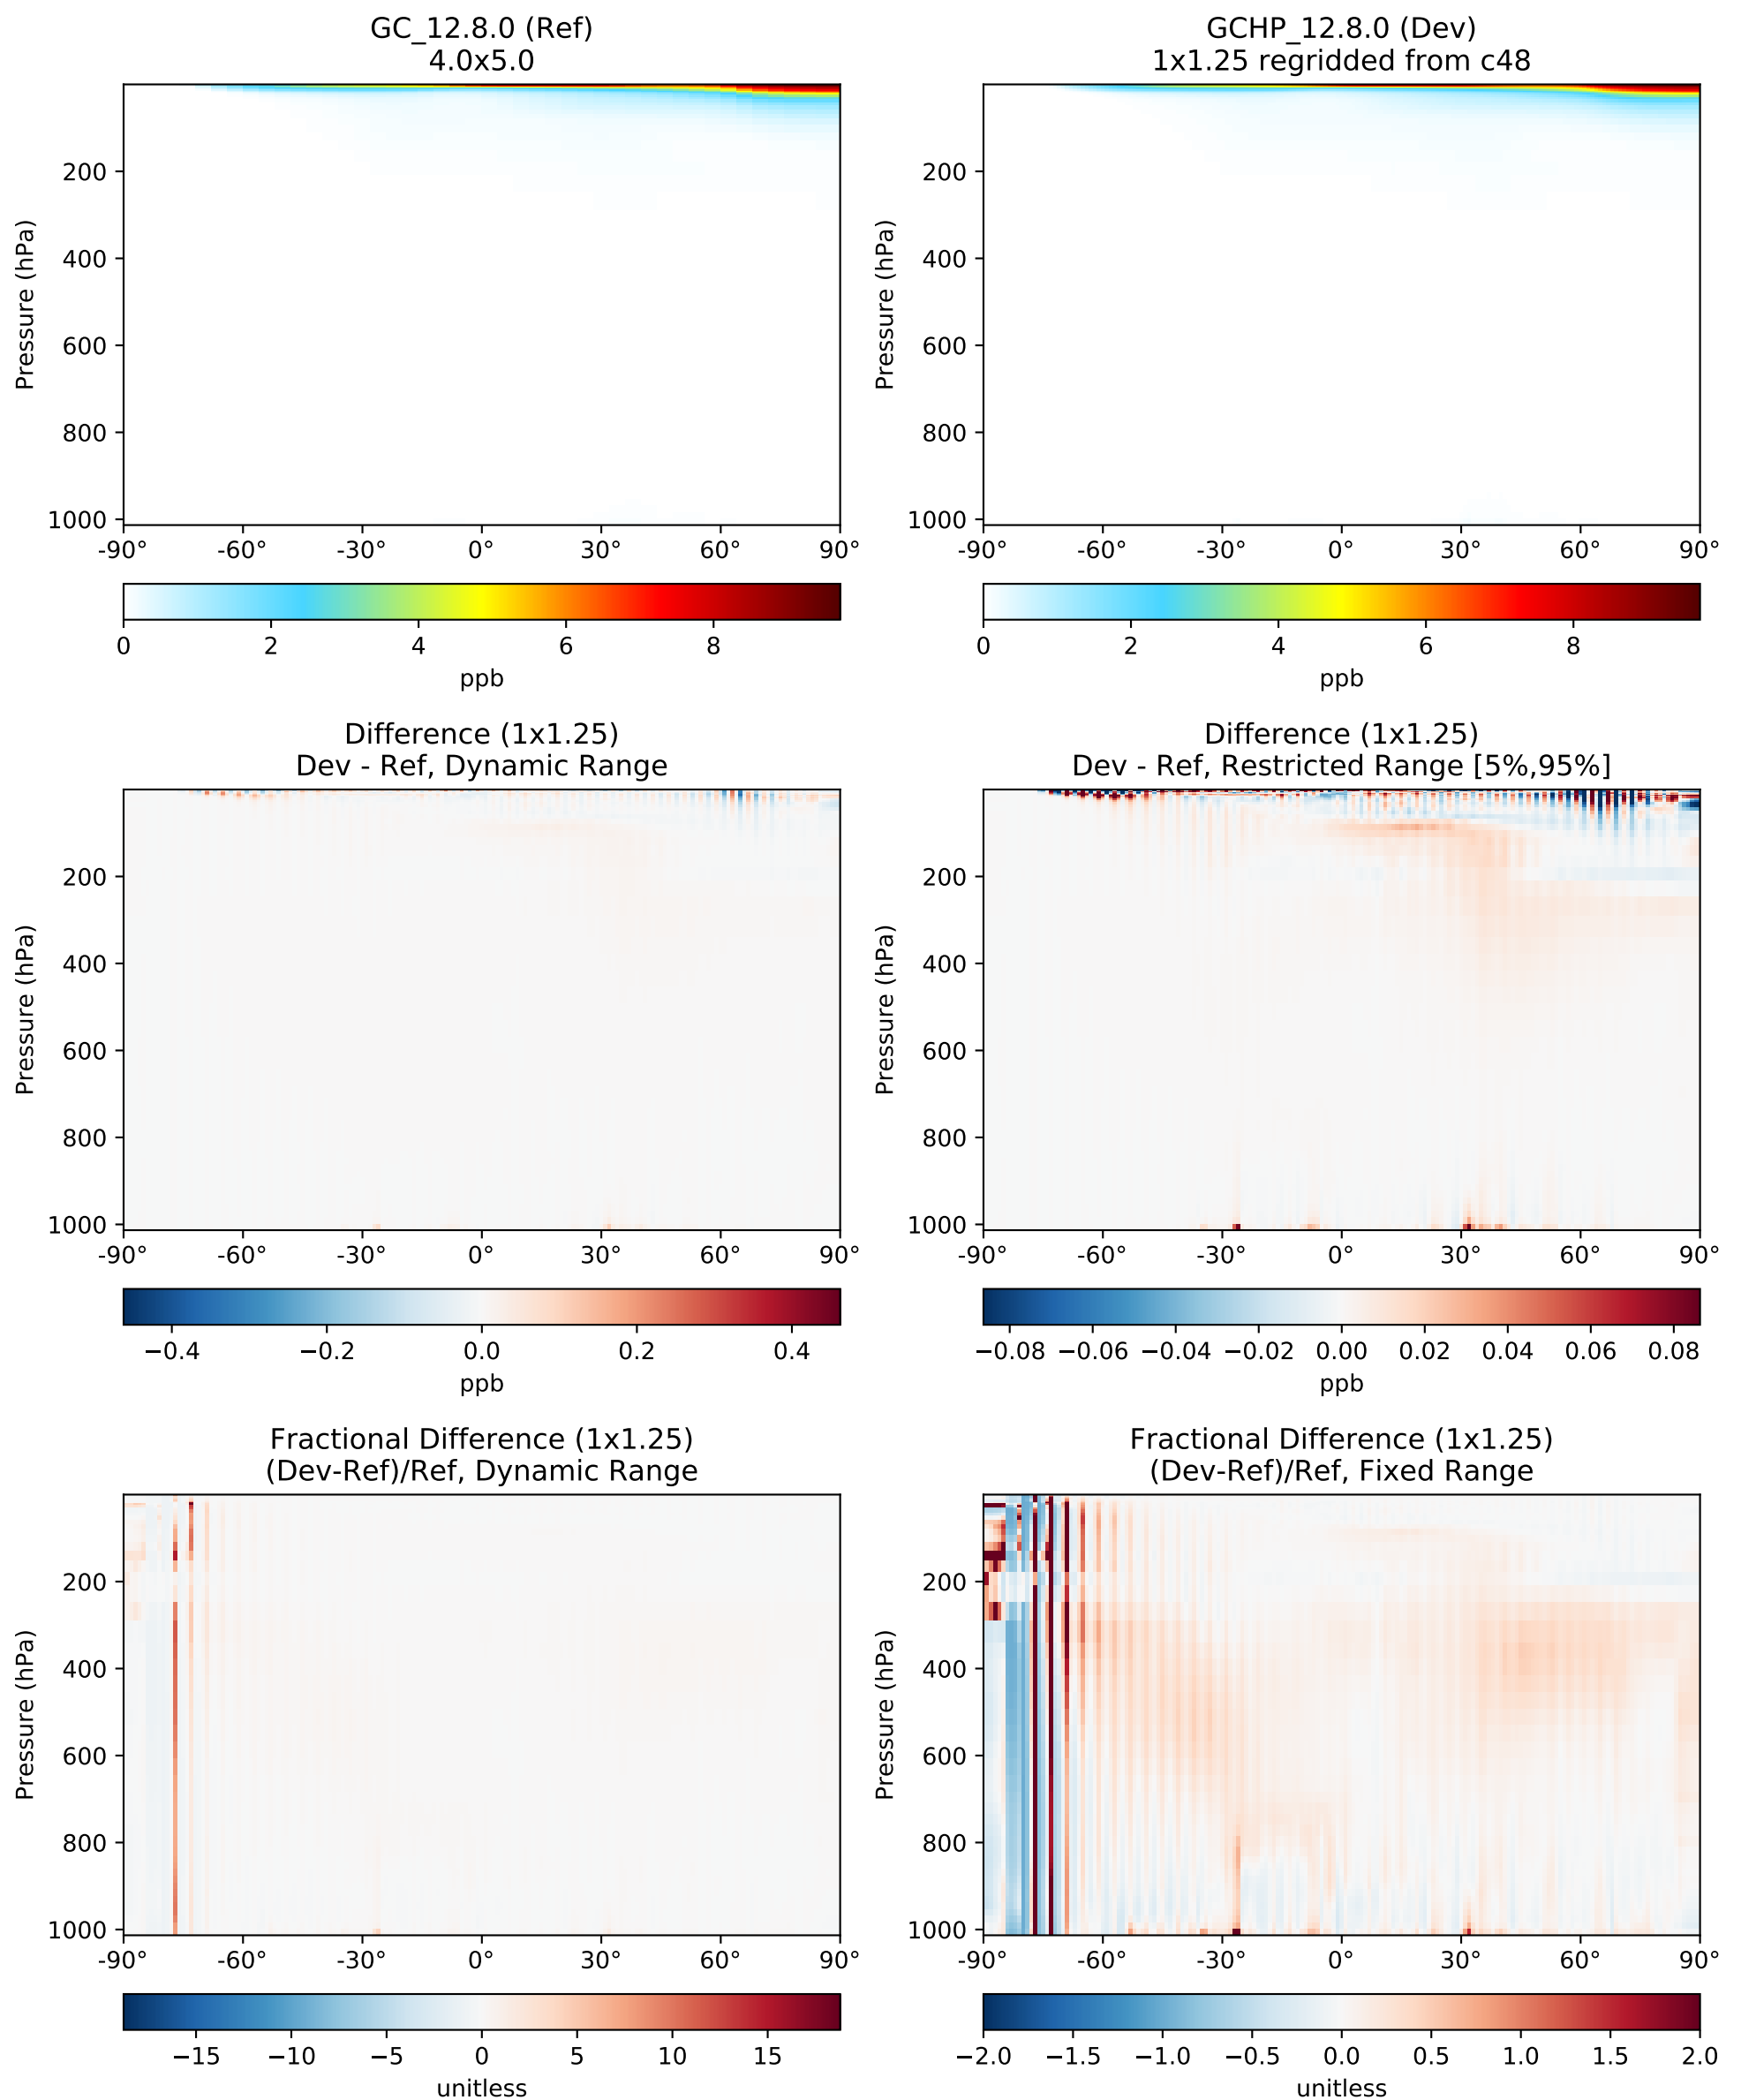 GC_12.8.0 (Ref)
4.0x5.0
Pressure (hPa)
200
400
600
800
1000
-90° -60° -30° 0° 30° 60° 90°
0 2 4 6 8
ppb
GCHP_12.8.0 (Dev)
1x1.25 regridded from c48
Pressure (hPa)
200
400
600
800
1000
-90° -60° -30° 0° 30° 60° 90°
0 2 4 6 8
ppb
Difference (1x1.25)
Dev - Ref, Dynamic Range
Pressure (hPa)
200
400
600
800
1000
-90° -60° -30° 0° 30° 60° 90°
−0.4 −0.2 0.0 0.2 0.4
ppb
Difference (1x1.25)
Dev - Ref, Restricted Range [5%,95%]
Pressure (hPa)
200
400
600
800
1000
-90° -60° -30° 0° 30° 60° 90°
−0.08 −0.06 −0.04 −0.02 0.00 0.02 0.04 0.06 0.08
ppb
Fractional Difference (1x1.25)
(Dev-Ref)/Ref, Dynamic Range
Pressure (hPa)
200
400
600
800
1000
-90° -60° -30° 0° 30° 60° 90°
−15 −10 −5 0 5 10 15
unitless
Fractional Difference (1x1.25)
(Dev-Ref)/Ref, Fixed Range
Pressure (hPa)
200
400
600
800
1000
-90° -60° -30° 0° 30° 60° 90°
−2.0 −1.5 −1.0 −0.5 0.0 0.5 1.0 1.5 2.0
unitless